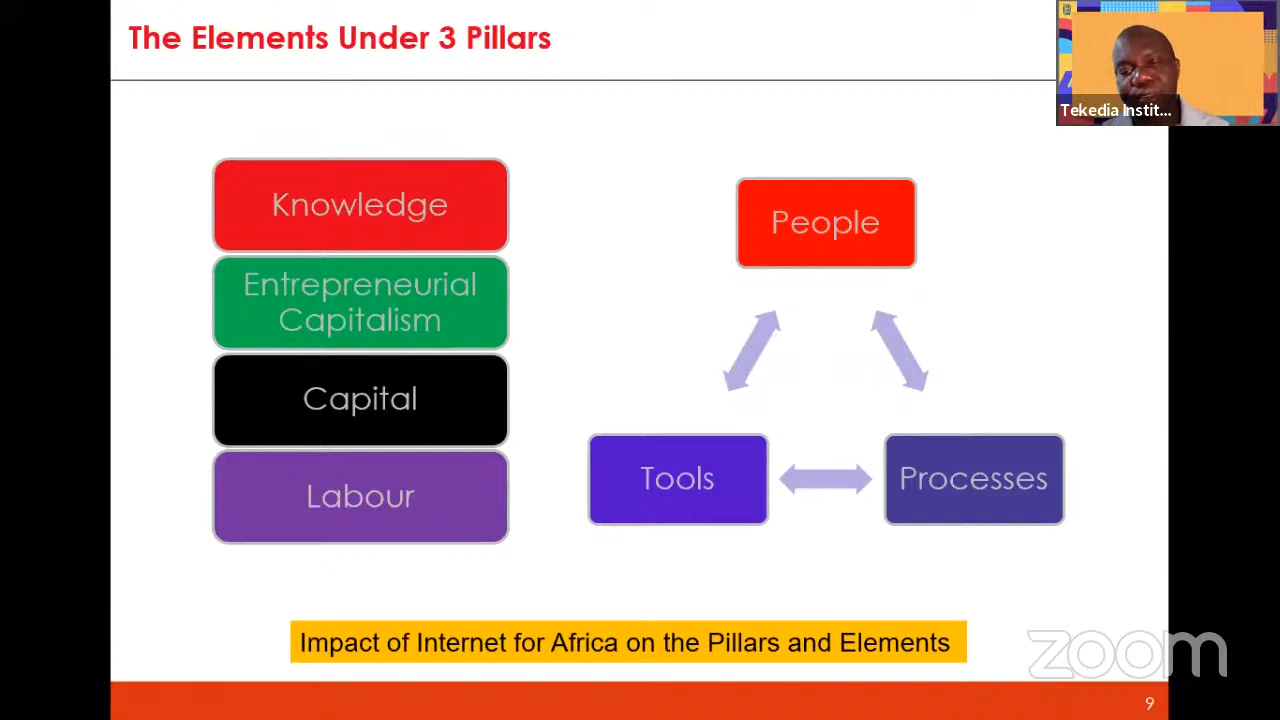 The Elements Under 3 Pillars
Tekedia Instit...
Knowledge
Entrepreneurial
Capitalism
Capital
Labour
People
Tools
Processes
Impact of Internet for Africa on the Pillars and Elements
zoom
9